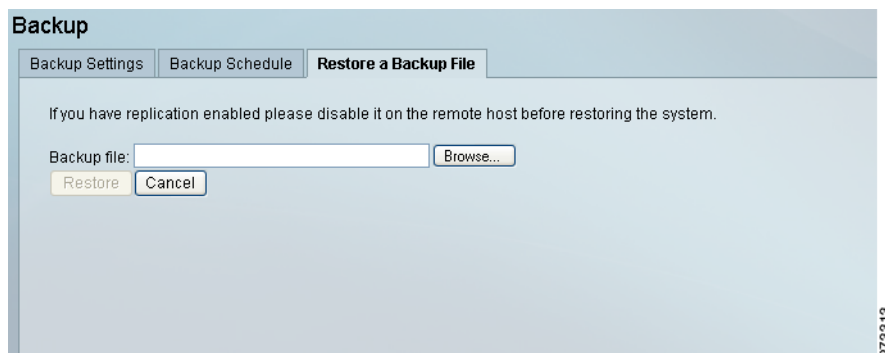 Backup
Backup Settings Backup Schedule Restore a Backup File
If you have replication enabled please disable it on the remote host before restoring the system.
Backup file: Browse...
Restore Cancel